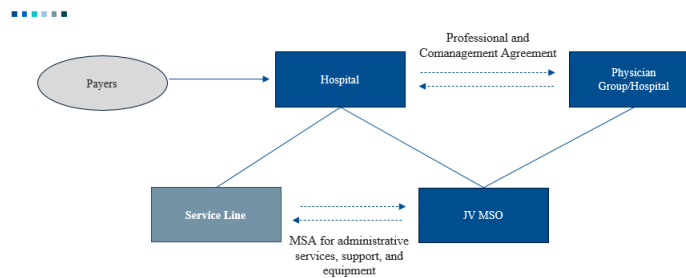 Professional and
Comanagement Agreement
Payers
Hospital
Physician
Group/Hospital
Service Line
JV MSO
MSA for administrative
services, support, and
equipment